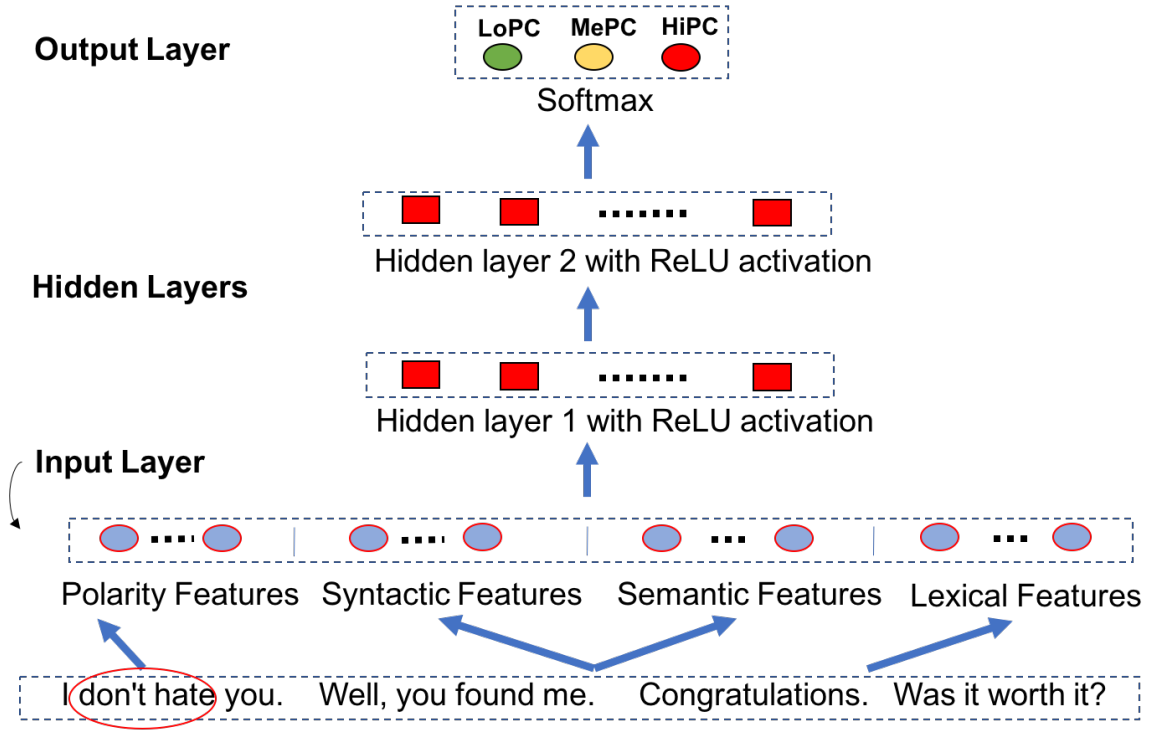 LoPC MePC HiPC
Output Layer
Softmax
Hidden layer 2 with ReLU activation
Hidden Layers
Hidden layer 1 with ReLU activation
Input Layer
Polarity Features Syntactic Features Semantic Features Lexical Features
I don't hate you. Well, you found me. Congratulations. Was it worth it?